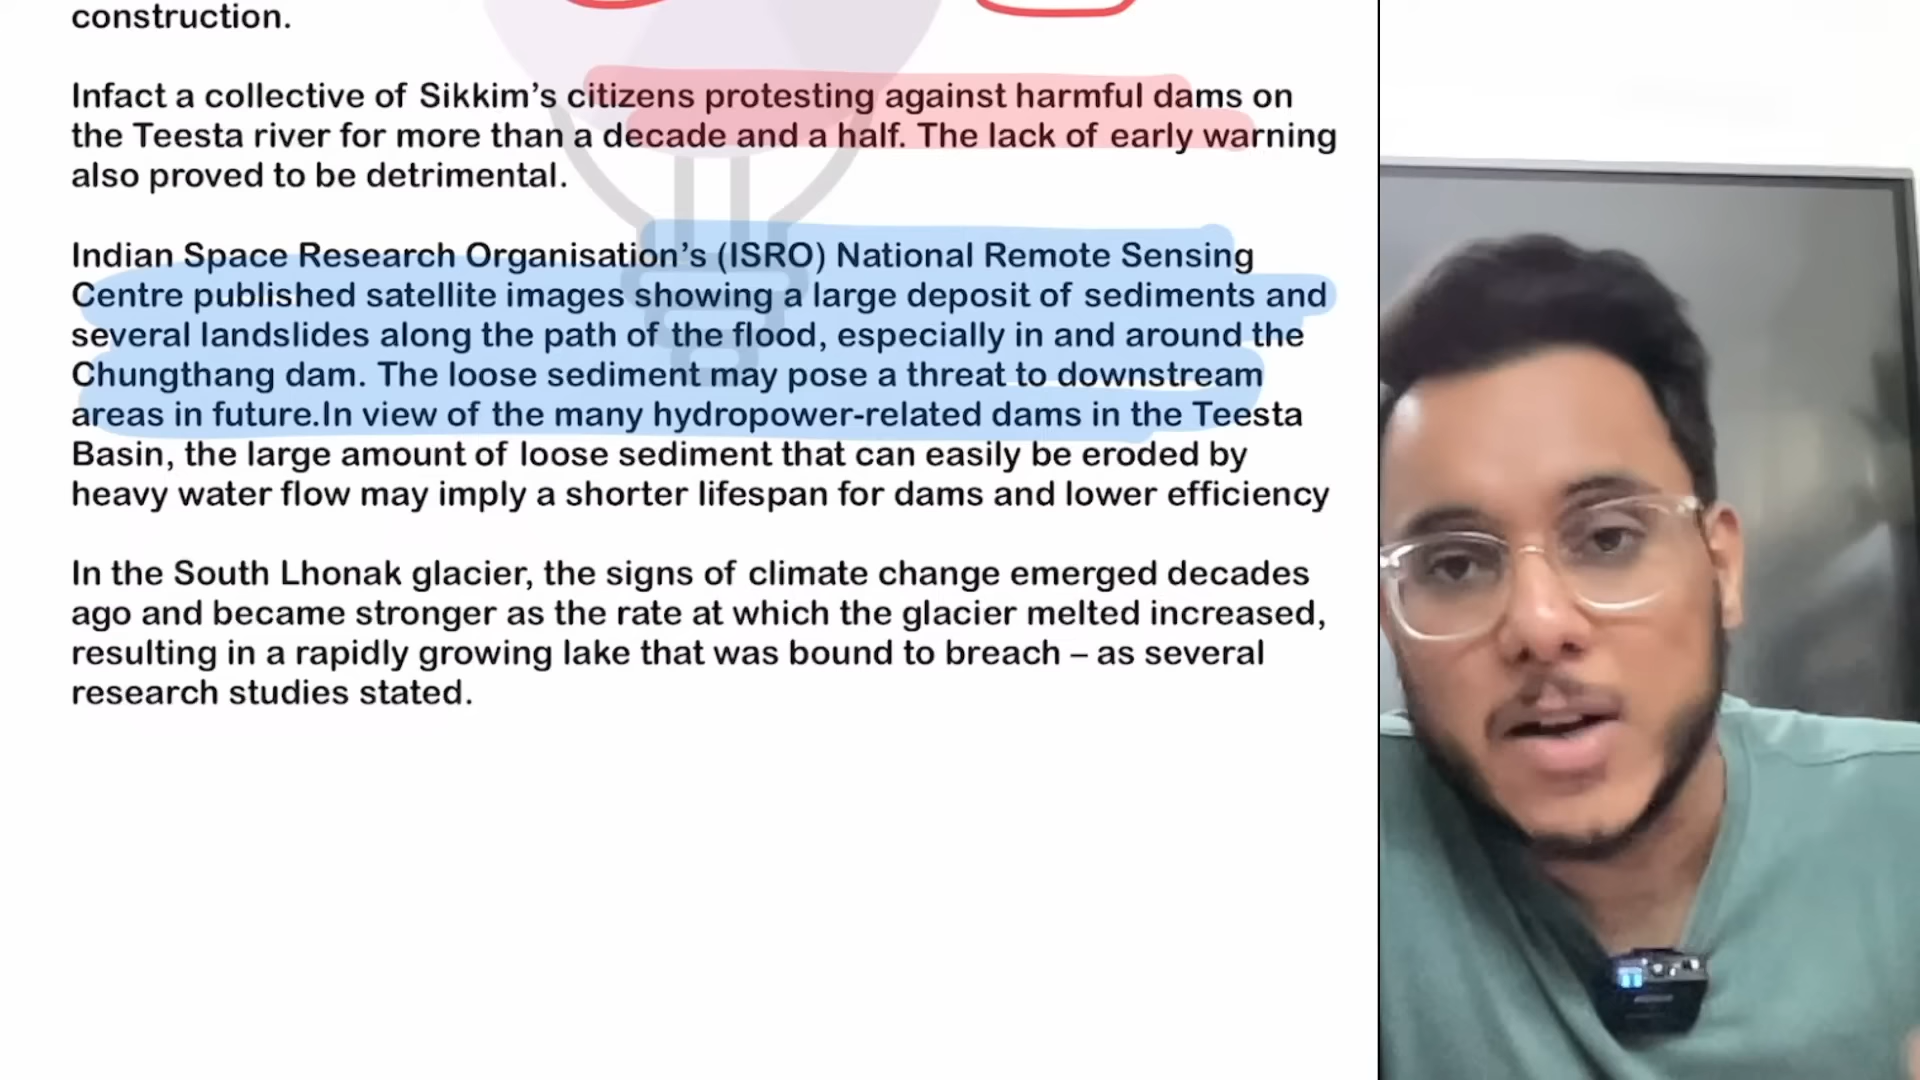 construction.
Infact a collective of Sikkim’s citizens protesting against harmful dams on
the Teesta river for more than a decade and a half. The lack of early warning
also proved to be detrimental.
Indian Space Research Organisation’s (ISRO) National Remote Sensing
Centre published satellite images showing a large deposit of sediments and
several landslides along the path of the flood, especially in and around the
Chungthang dam. The loose sediment may pose a threat to downstream
areas in future.In view of the many hydropower-related dams in the Teesta
Basin, the large amount of loose sediment that can easily be eroded by
heavy water flow may imply a shorter lifespan for dams and lower efficiency
In the South Lhonak glacier, the signs of climate change emerged decades
ago and became stronger as the rate at which the glacier melted increased,
resulting in a rapidly growing lake that was bound to breach – as several
research studies stated.